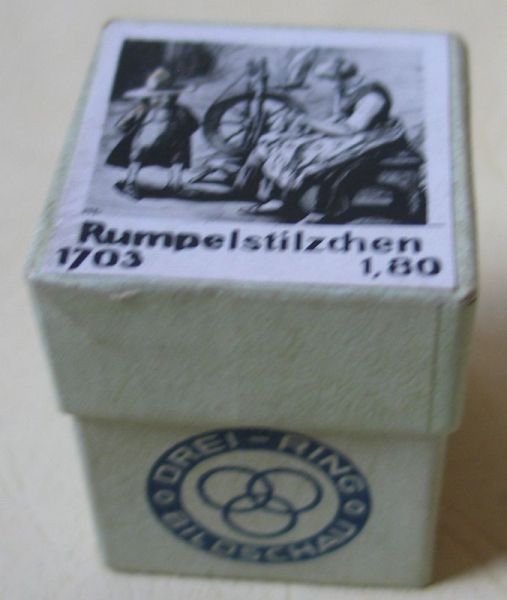 Rumpelstilzchen
1703 1,80
DREI-RING
BILDSCHAU